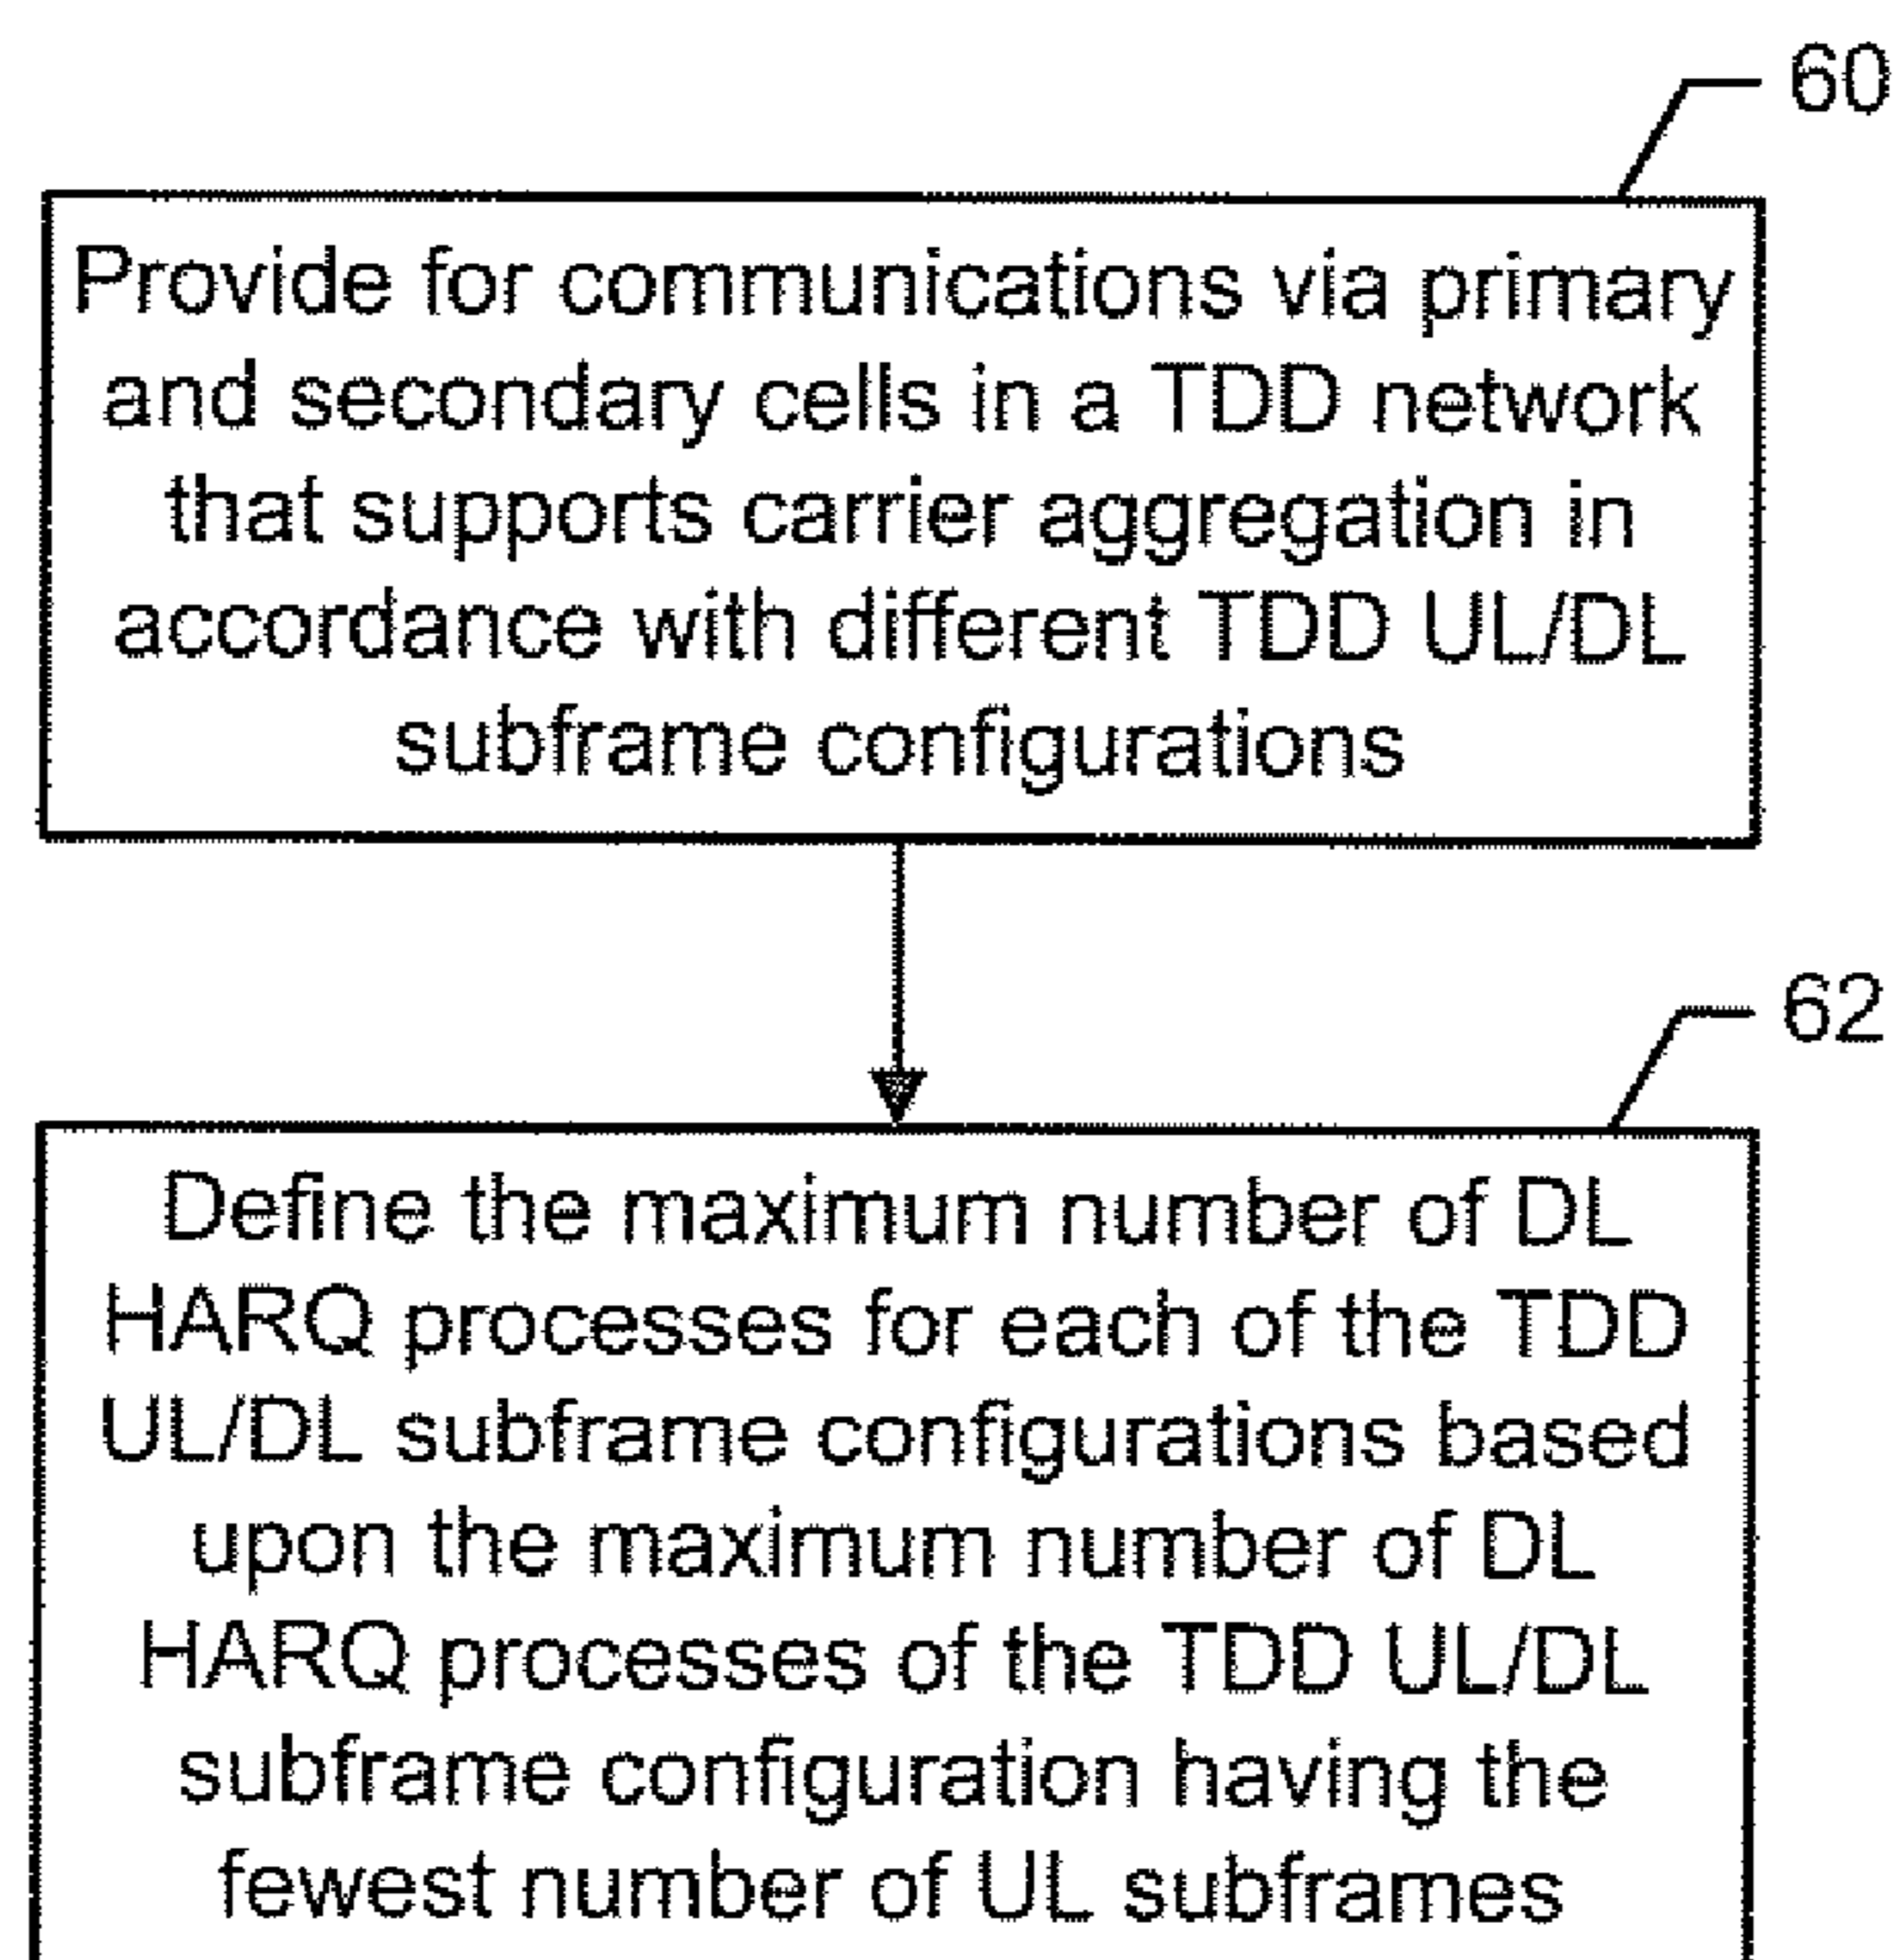 60
Provide for communications via primary
and secondary cells in a TDD network
that supports carrier aggregation in
accordance with different TDD UL/DL
subframe configurations
62
Define the maximum number of DL
HARQ processes for each of the TDD
UL/DL subframe configurations based
upon the maximum number of DL
HARQ processes of the TDD UL/DL
subframe configuration having the
fewest number of UL subframes